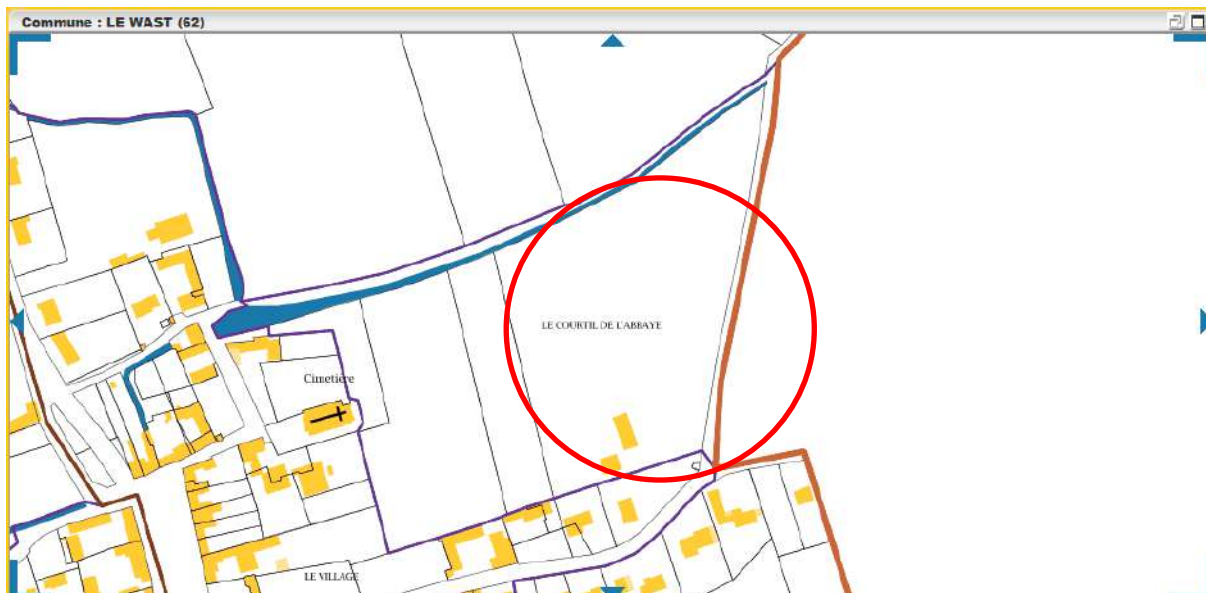 Commune : LE WAST (62)
LE COURTIL DE L'ABBAYE
Cimetière
LE VILLAGE